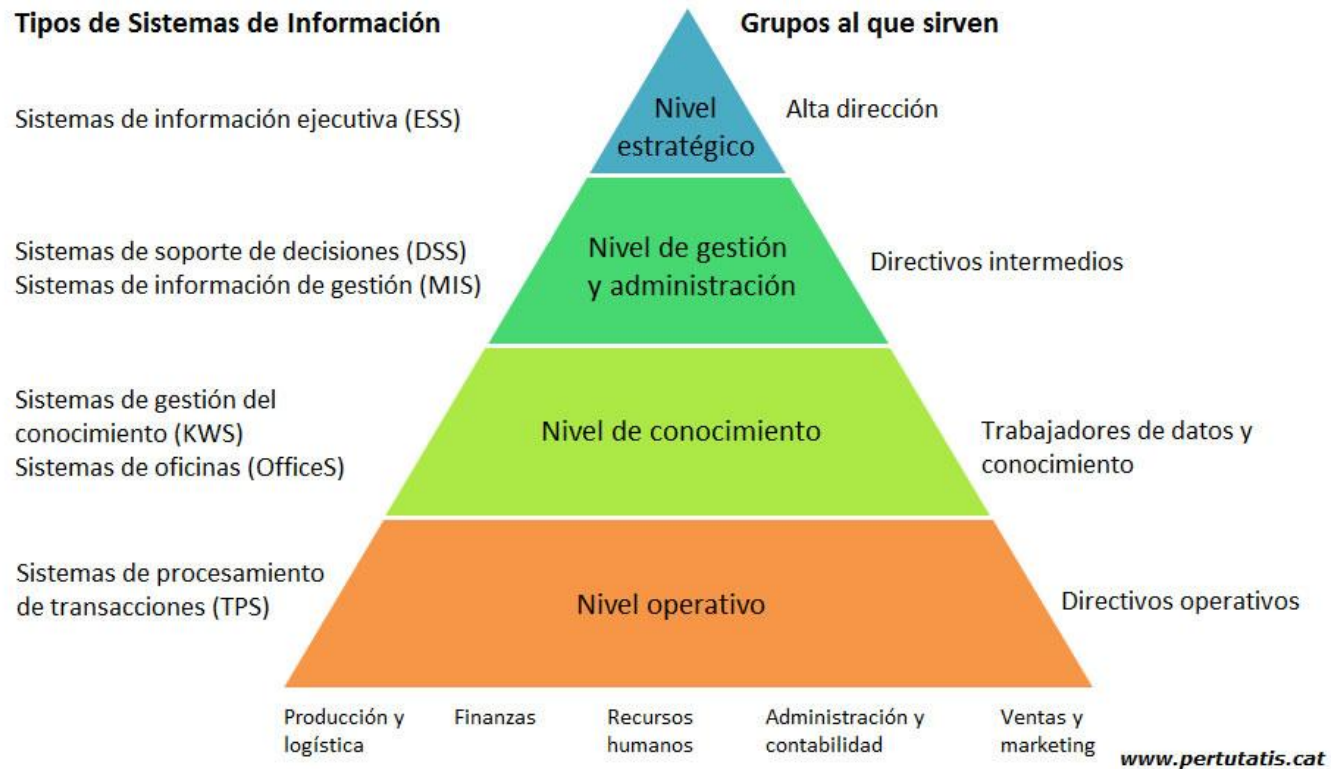 Tipos de Sistemas de Información
Grupos al que sirven
Sistemas de información ejecutiva (ESS)
Nivel
estratégico
Alta dirección
Sistemas de soporte de decisiones (DSS)
Sistemas de información de gestión (MIS)
Nivel de gestión
y administración
Directivos intermedios
Sistemas de gestión del
conocimiento (KWS)
Sistemas de oficinas (OfficeS)
Nivel de conocimiento
Trabajadores de datos y
conocimiento
Sistemas de procesamiento
de transacciones (TPS)
Nivel operativo
Directivos operativos
Producción y
logística
Finanzas
Recursos
humanos
Administración y
contabilidad
Ventas y
marketing
www.pertutatis.cat